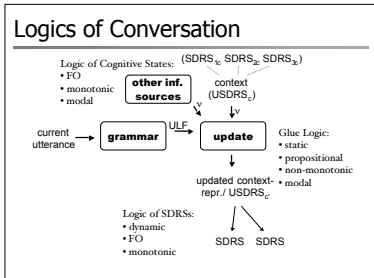 Logics of Conversation
Logic of Cognitive States:
• FO
• monotonic
• modal
other inf.
sources
(SDRS1c SDRS2c SDRS3c)
context
(USDRSc)
ν
ν
current
utterance
grammar
ULF
update
Glue Logic:
• static
• propositional
• non-monotonic
• modal
updated context-
repr./ USDRSc'
Logic of SDRSs:
• dynamic
• FO
• monotonic
SDRS SDRS